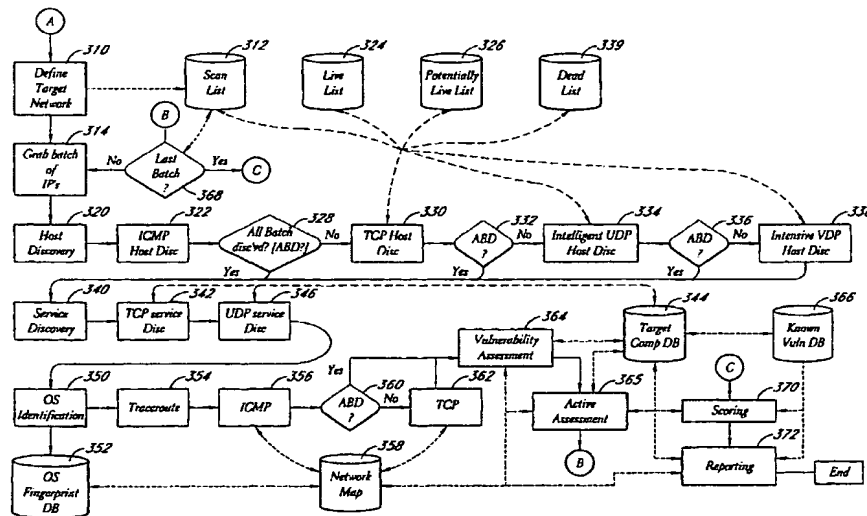 A
310
Define
Target
Network
312
Scan
List
324
Live
List
326
Potentially
Live List
339
Dead
List
314
Grab batch
of
IP's
B
No
Last
Batch
?
Yes
C
368
320
Host
Discovery
322
ICMP
Host Disc
328
All Batch
disc'vd? [ABD?]
No
Yes
330
TCP Host
Disc
332
ABD
?
No
Yes
334
Intelligent UDP
Host Disc
336
ABD
?
No
Yes
338
Intensive VDP
Host Disc
340
Service
Discovery
342
TCP service
Disc
346
UDP service
Disc
364
Vulnerability
Assessment
344
Target
Comp DB
366
Known
Vuln DB
350
OS
Identification
354
Traceroute
356
ICMP
Yes
360
ABD
?
No
362
TCP
365
Active
Assessment
B
C
370
Scoring
372
Reporting
End
352
OS
Fingerprint
DB
358
Network
Map